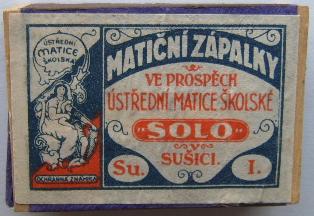 ÚSTŘEDNÍ
MATICE
ŠKOLSKÁ
OCHRANNÁ ZNÁMKA
MATIČNÍ ZÁPALKY
VE PROSPĚCH
ÚSTŘEDNÍ MATICE ŠKOLSKÉ
"SOLO"
V
SUŠICI.
Su.
I.